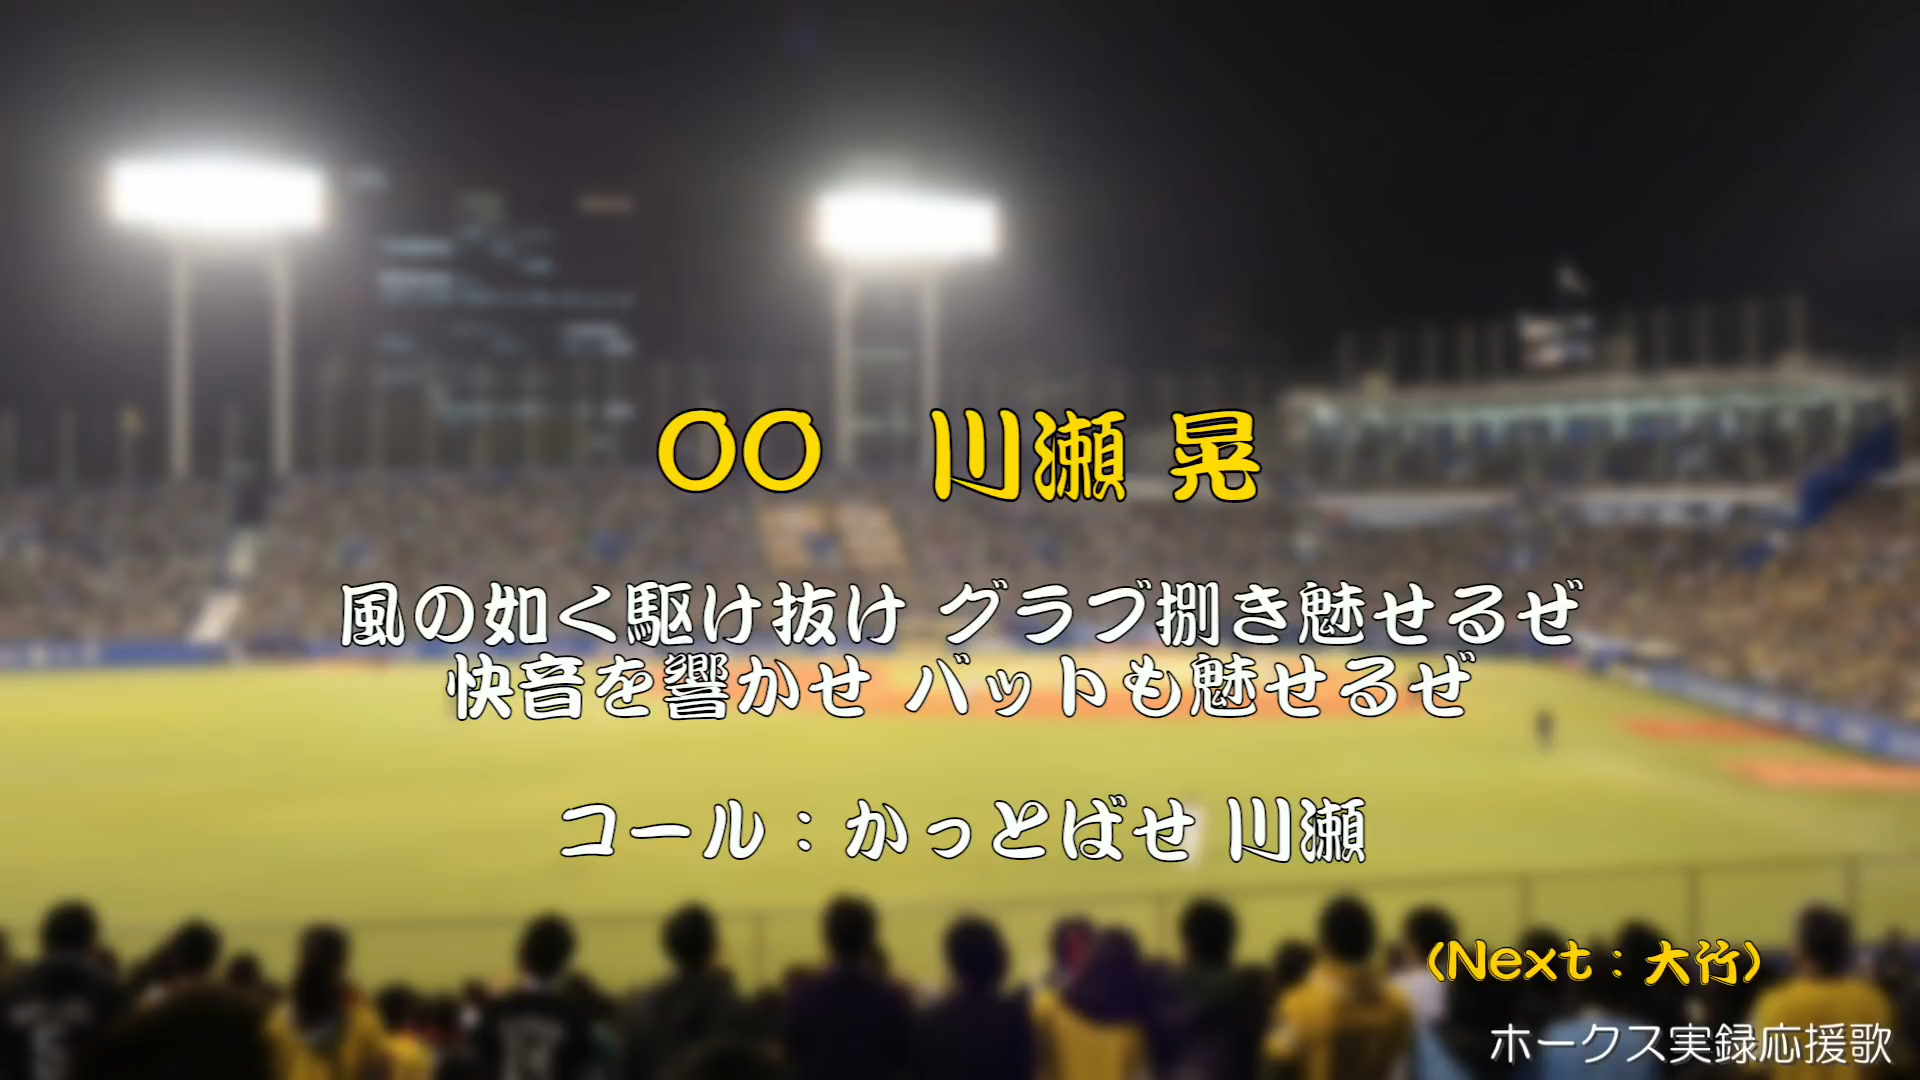 00 川瀬 晃
風の如く駆け抜け グラブ捌き魅せるぜ
快音を響かせ バットも魅せるぜ
コール：かっとばせ 川瀬
(Next：大竹)
ホークス実録応援歌